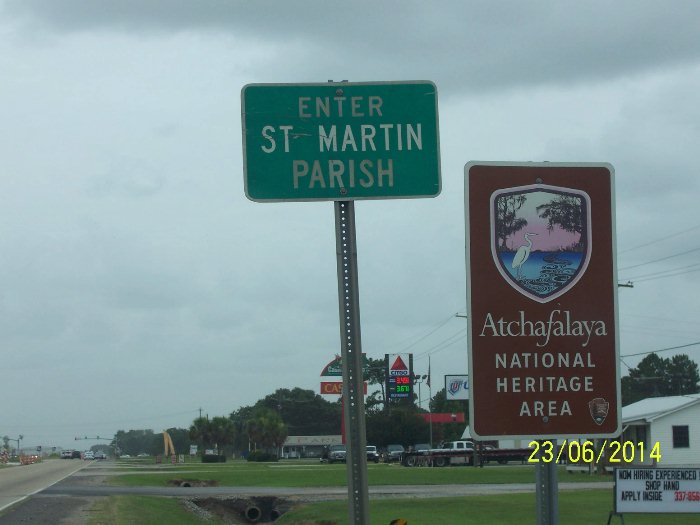 ENTER
ST MARTIN
PARISH
Atchafalaya
NATIONAL
HERITAGE
AREA
CITGO
23/06/2014
NOW HIRING EXPERIENCED
SHOP HAND
APPLY INSIDE